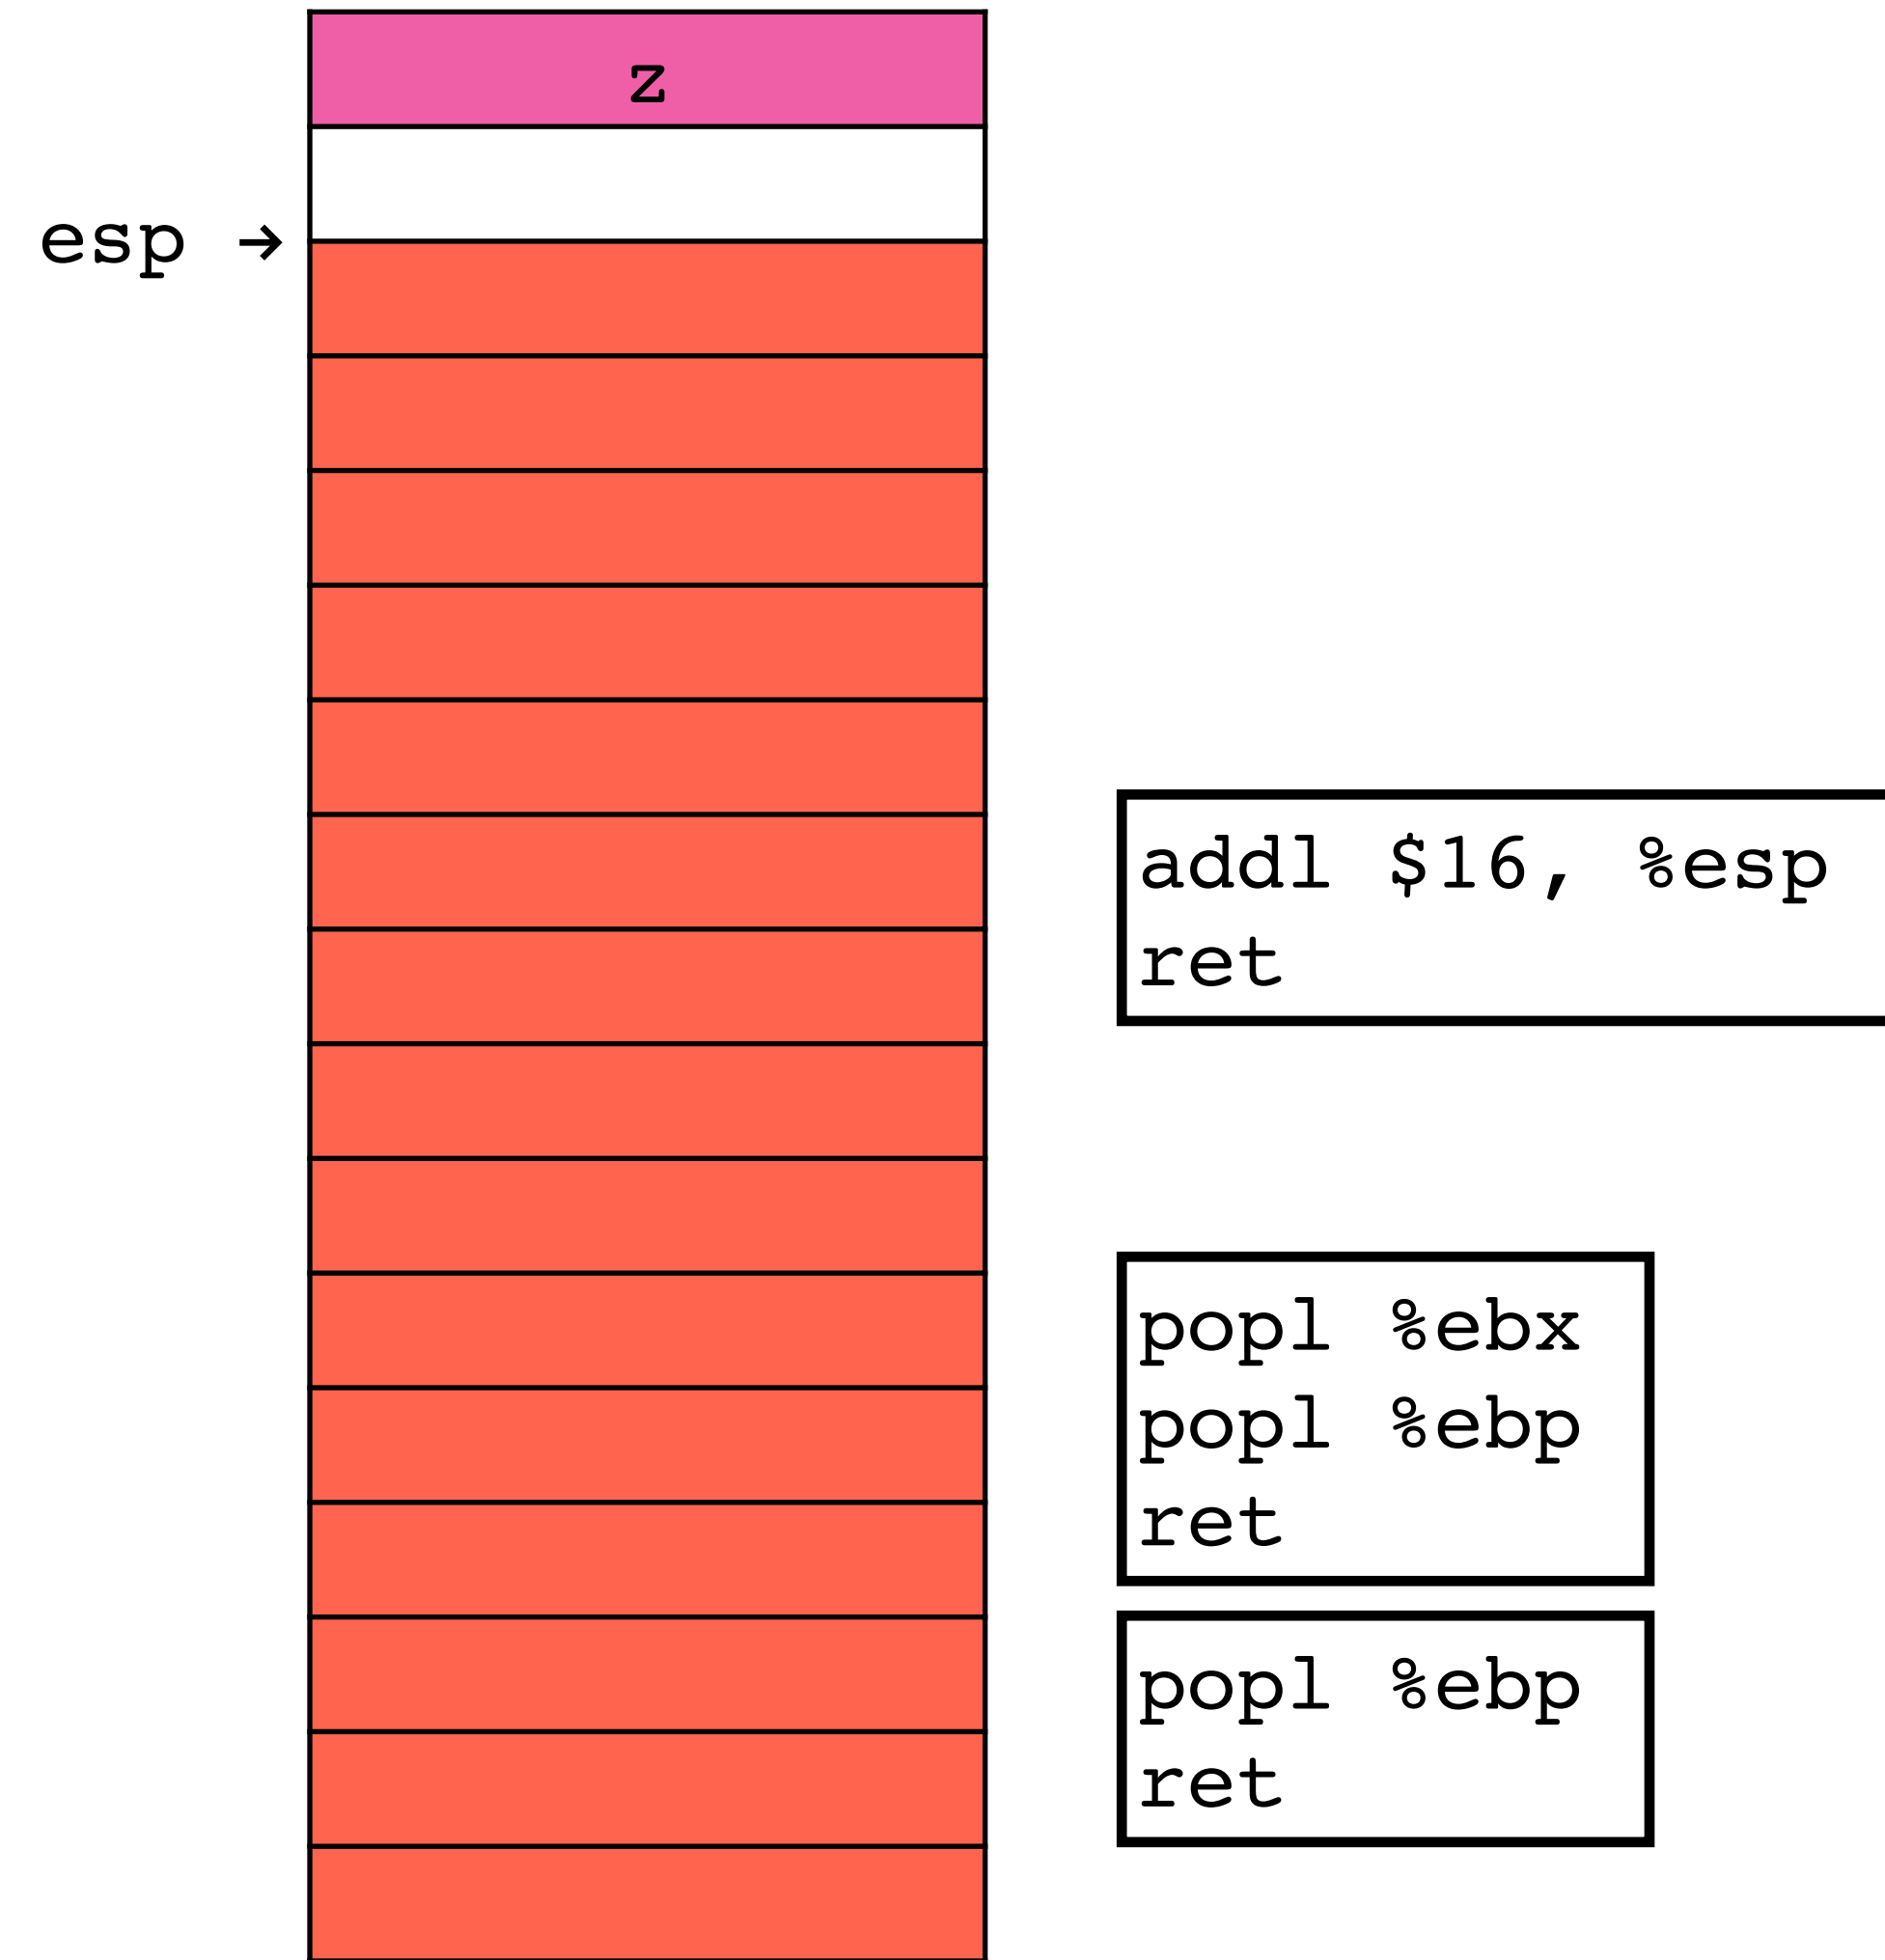 z
esp →
addl $16, %esp
ret
popl %ebx
popl %ebp
ret
popl %ebp
ret